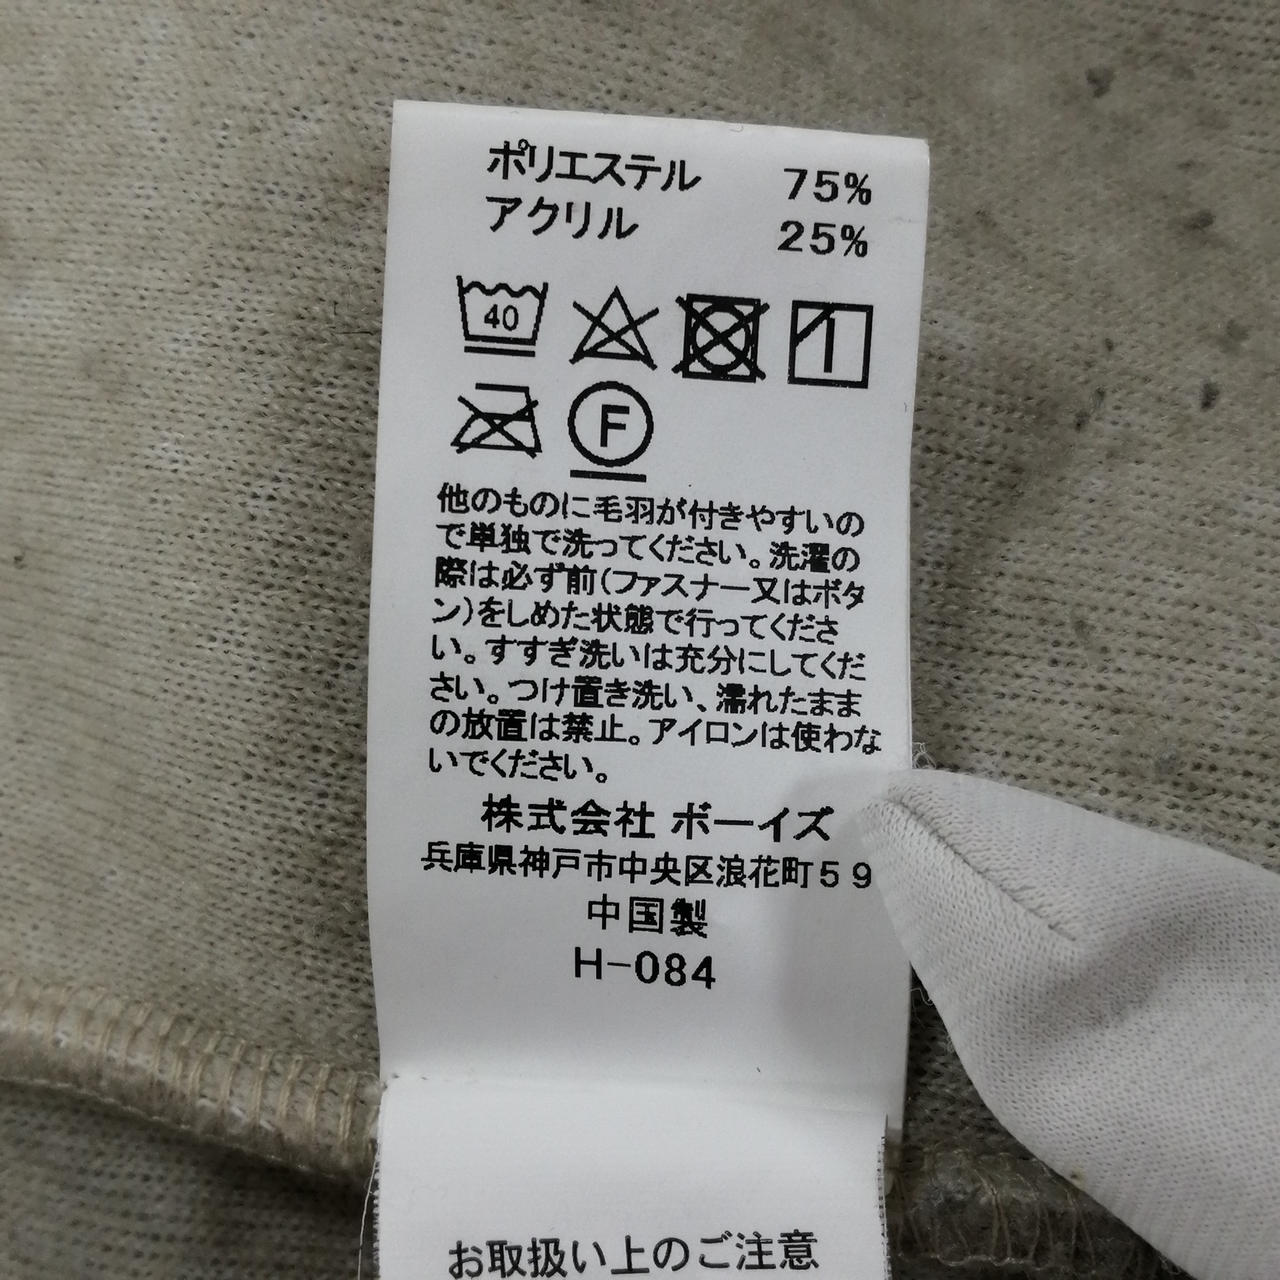 ポリエステル 75%
アクリル 25%
40
F
他のものに毛羽が付きやすいの
で単独で洗ってください。洗濯の
際は必ず前(ファスナー又はボタ
ン)をしめた状態で行ってくださ
い。すすぎ洗いは充分にしてくだ
さい。つけ置き洗い、濡れたまま
の放置は禁止。アイロンは使わな
いでください。
株式会社 ボーイズ
兵庫県神戸市中央区浪花町59
中国製
H-084
お取扱い上のご注意